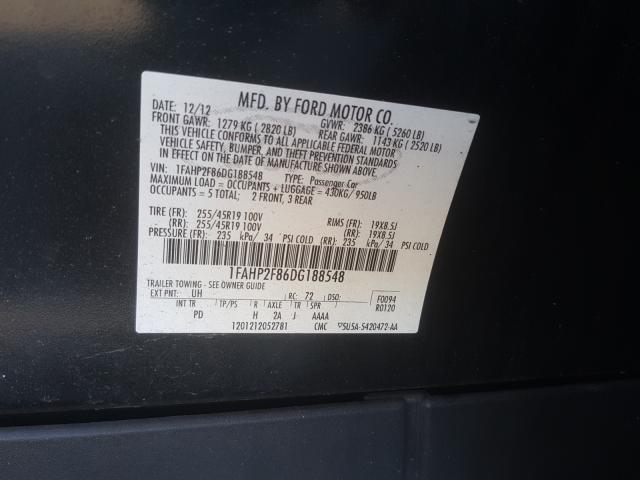 MFD. BY FORD MOTOR CO.
DATE: 12/12 GVWR: 2386 KG ( 5260 LB)
FRONT GAWR: 1279 KG ( 2820 LB) REAR GAWR: 1143 KG ( 2520 LB)
THIS VEHICLE CONFORMS TO ALL APPLICABLE FEDERAL MOTOR
VEHICLE SAFETY, BUMPER, AND THEFT PREVENTION STANDARDS
IN EFFECT ON THE DATE OF MANUFACTURE SHOWN ABOVE
VIN: 1FAHP2F86DG188548 TYPE: Passenger Car
MAXIMUM LOAD = OCCUPANTS + LUGGAGE = 430KG/ 950LB
OCCUPANTS = 5 TOTAL; 2 FRONT, 3 REAR
TIRE (FR): 255/45R19 100V RIMS (FR): 19X8.5J
(RR): 255/45R19 100V (RR): 19X8.5J
PRESSURE (FR): 235 kPa/ 34 PSI COLD (RR): 235 kPa/ 34 PSI COLD
1FAHP2F86DG188548
TRAILER TOWING - SEE OWNER GUIDE
EXT PNT: UH RC: 72 DSO: F0094
INT TR TP/PS R AXLE TR SPR R0120
PD H 2A J AAAA
1201212052781 CMC 5U5A-5420472-AA